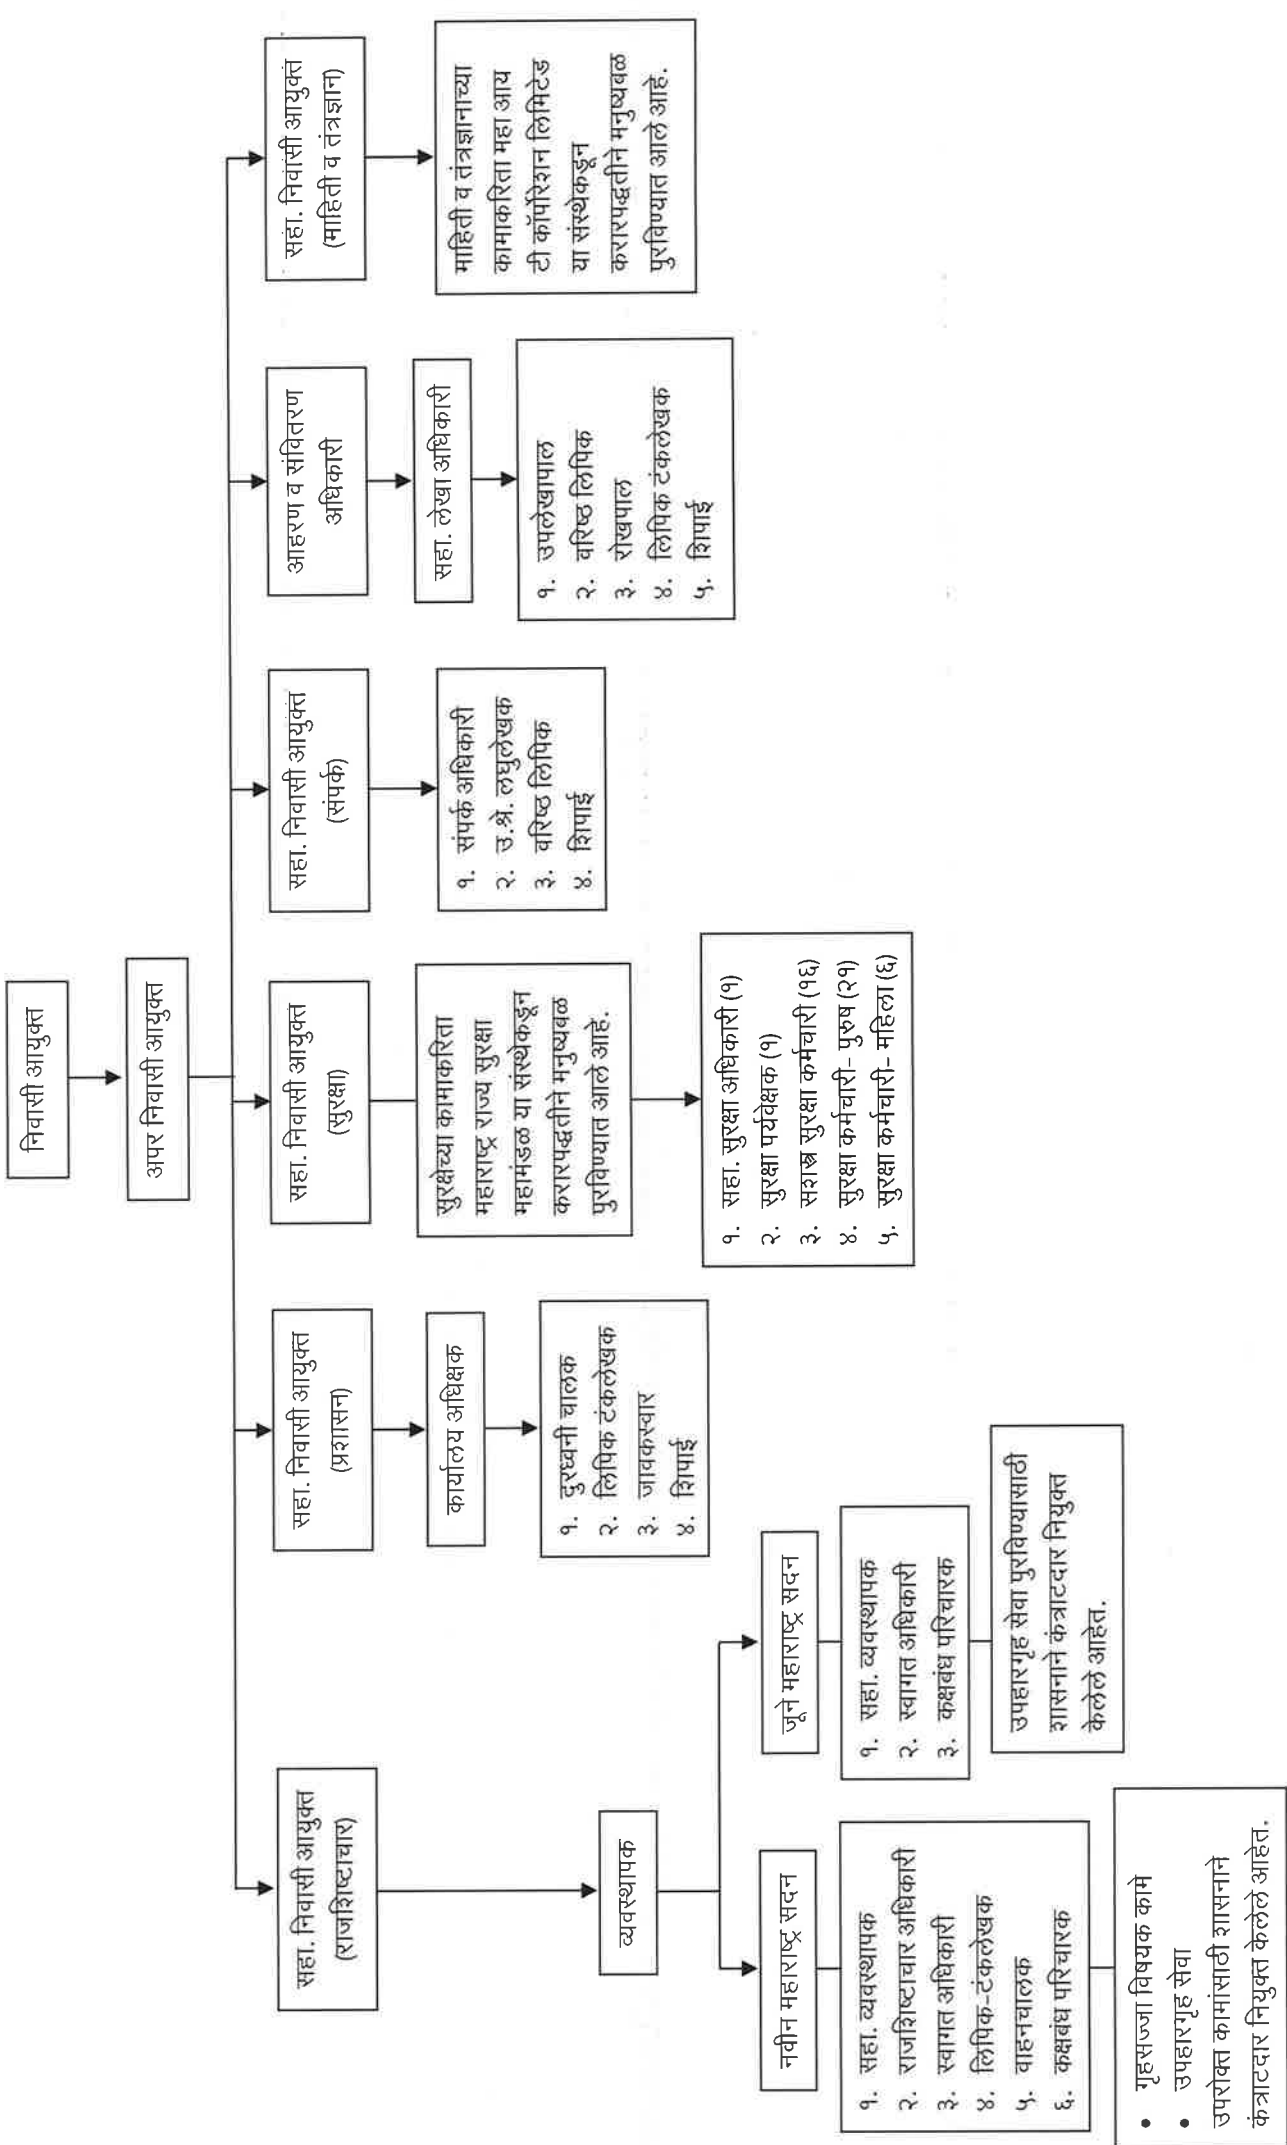 निवासी आयुक्त
अपर निवासी आयुक्त
सहा. निवासी आयुक्त
(राजशिष्टाचार)
व्यवस्थापक
नवीन महाराष्ट्र सदन
१. सहा. व्यवस्थापक
२. राजशिष्टाचार अधिकारी
३. स्वागत अधिकारी
४. लिपिक-टंकलेखक
५. वाहनचालक
६. कक्षबंध परिचारक
• गृहसज्जा विषयक कामे
• उपहारगृह सेवा
उपरोक्त कामांसाठी शासनाने
कंत्राटदार नियुक्त केलेले आहेत.
जूने महाराष्ट्र सदन
१. सहा. व्यवस्थापक
२. स्वागत अधिकारी
३. कक्षबंध परिचारक
उपहारगृह सेवा पुरविण्यासाठी
शासनाने कंत्राटदार नियुक्त
केलेले आहेत.
सहा. निवासी आयुक्त
(प्रशासन)
कार्यालय अधिक्षक
१. दुरध्वनी चालक
२. लिपिक टंकलेखक
३. जावकस्वार
४. शिपाई
सहा. निवासी आयुक्त
(सुरक्षा)
सुरक्षेच्या कामाकरिता
महाराष्ट्र राज्य सुरक्षा
महामंडळ या संस्थेकडून
करारपद्धतीने मनुष्यबळ
पुरविण्यात आले आहे.
१. सहा. सुरक्षा अधिकारी (१)
२. सुरक्षा पर्यवेक्षक (१)
३. सशस्त्र सुरक्षा कर्मचारी (१६)
४. सुरक्षा कर्मचारी- पुरुष (२१)
५. सुरक्षा कर्मचारी- महिला (६)
सहा. निवासी आयुक्त
(संपर्क)
१. संपर्क अधिकारी
२. उ.श्रे. लघुलेखक
३. वरिष्ठ लिपिक
४. शिपाई
आहरण व संवितरण
अधिकारी
सहा. लेखा अधिकारी
१. उपलेखापाल
२. वरिष्ठ लिपिक
३. रोखपाल
४. लिपिक टंकलेखक
५. शिपाई
सहा. निवासी आयुक्त
(माहिती व तंत्रज्ञान)
माहिती व तंत्रज्ञानाच्या
कामाकरिता महा आय
टी कॉर्पोरेशन लिमिटेड
या संस्थेकडून
करारपद्धतीने मनुष्यबळ
पुरविण्यात आले आहे.